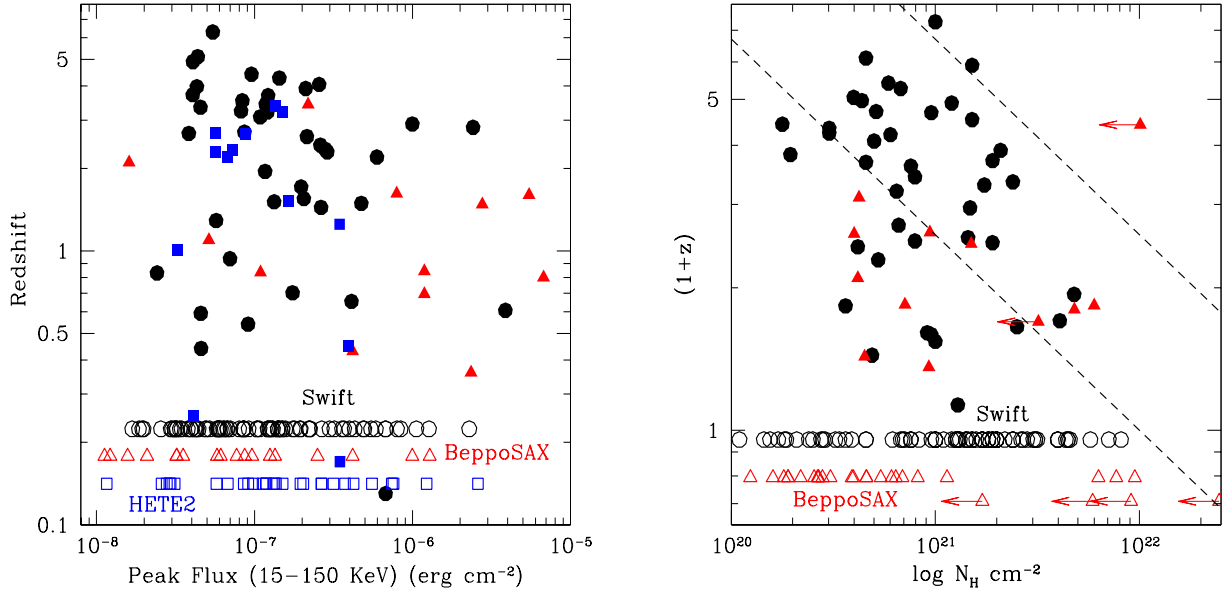 5
1
0.5
0.1
Redshift
Swift
BeppoSAX
HETE2
10⁻⁸
10⁻⁷
10⁻⁶
10⁻⁵
Peak Flux (15−150 KeV) (erg cm⁻²)
5
1
(1+z)
Swift
BeppoSAX
10²⁰
10²¹
10²²
log N_H cm⁻²